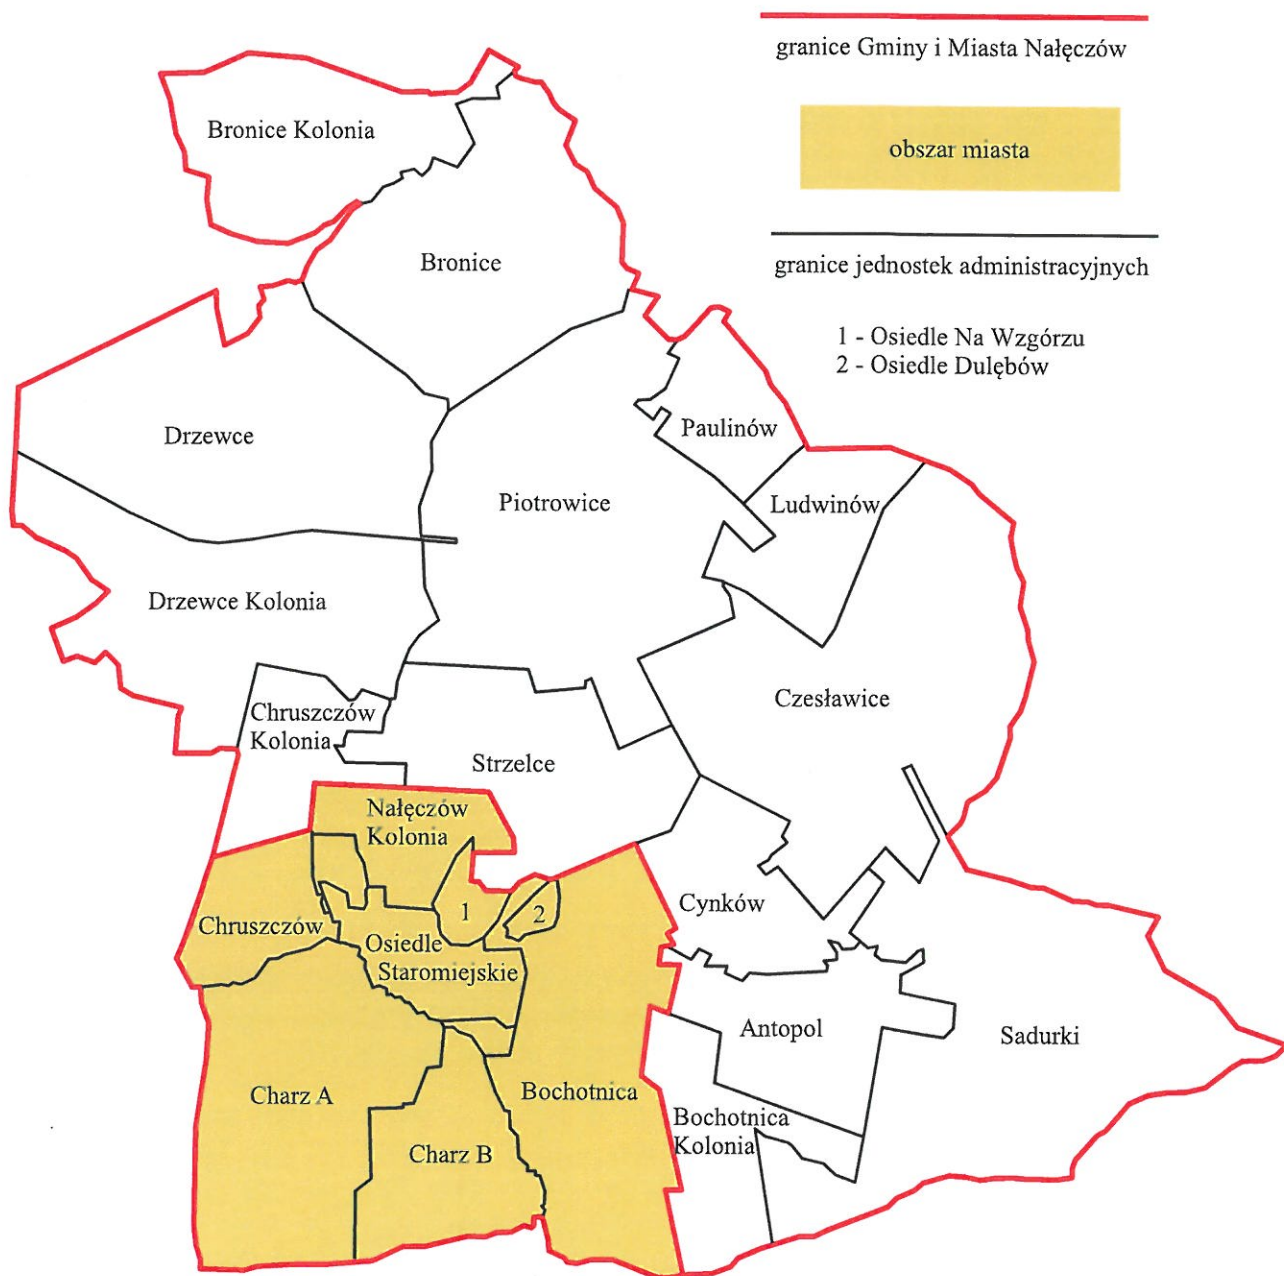 granice Gminy i Miasta Nałęczów
obszar miasta
granice jednostek administracyjnych
1 - Osiedle Na Wzgórzu
2 - Osiedle Dulębów
Bronice Kolonia
Bronice
Drzewce
Paulinów
Piotrowice
Ludwinów
Drzewce Kolonia
Czesławice
Chruszczów
Kolonia
Strzelce
Nałęczów
Kolonia
Cynków
1
2
Chruszczów
Osiedle
Staromiejskie
Antopol
Sadurki
Charz A
Bochotnica
Bochotnica
Kolonia
Charz B